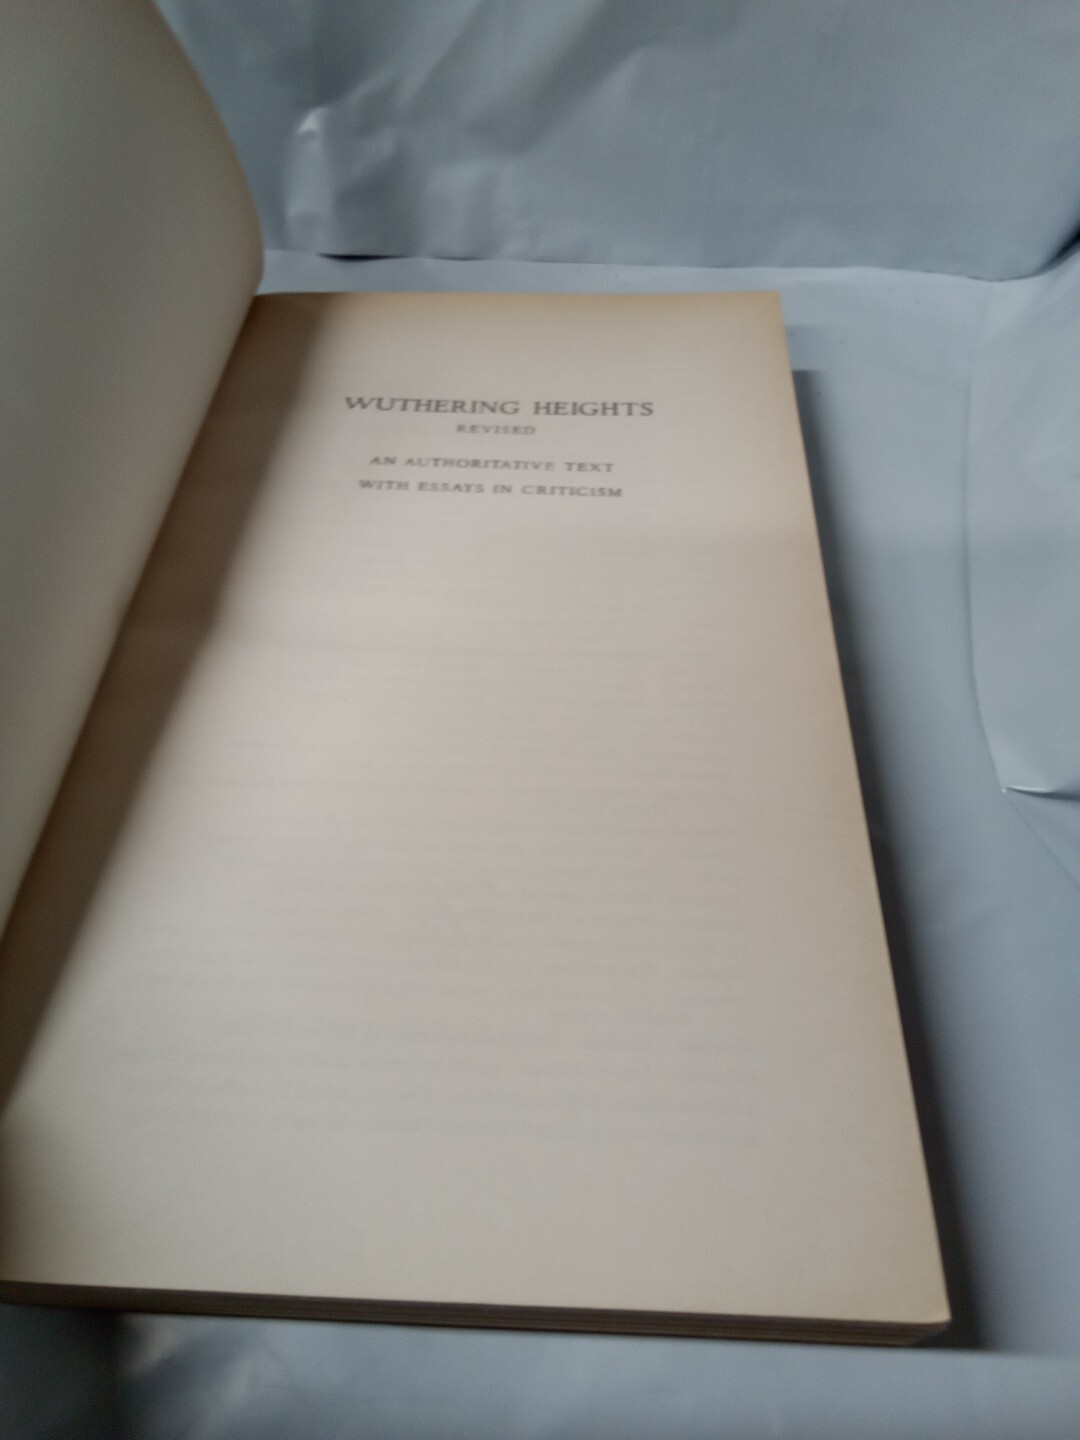 WUTHERING HEIGHTS
REVISED
AN AUTHORITATIVE TEXT
WITH ESSAYS IN CRITICISM